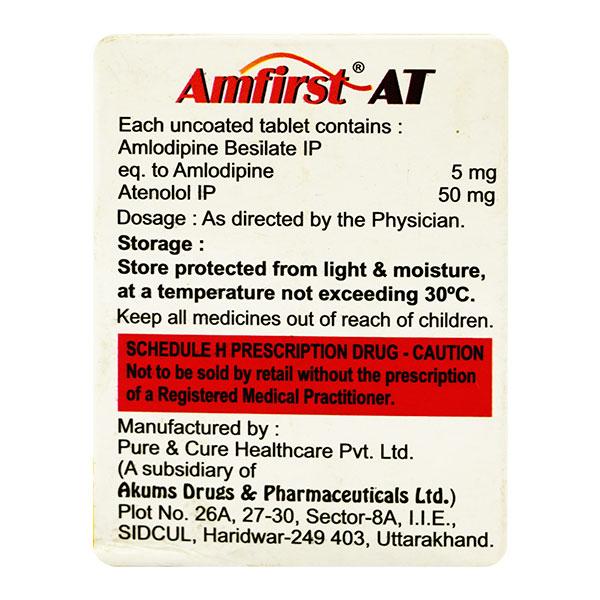 Amfirst® AT
Each uncoated tablet contains :
Amlodipine Besilate IP
eq. to Amlodipine 5 mg
Atenolol IP 50 mg
Dosage : As directed by the Physician.
Storage :
Store protected from light & moisture,
at a temperature not exceeding 30ºC.
Keep all medicines out of reach of children.
SCHEDULE H PRESCRIPTION DRUG - CAUTION
Not to be sold by retail without the prescription
of a Registered Medical Practitioner.
Manufactured by :
Pure & Cure Healthcare Pvt. Ltd.
(A subsidiary of
Akums Drugs & Pharmaceuticals Ltd.)
Plot No. 26A, 27-30, Sector-8A, I.I.E.,
SIDCUL, Haridwar-249 403, Uttarakhand.